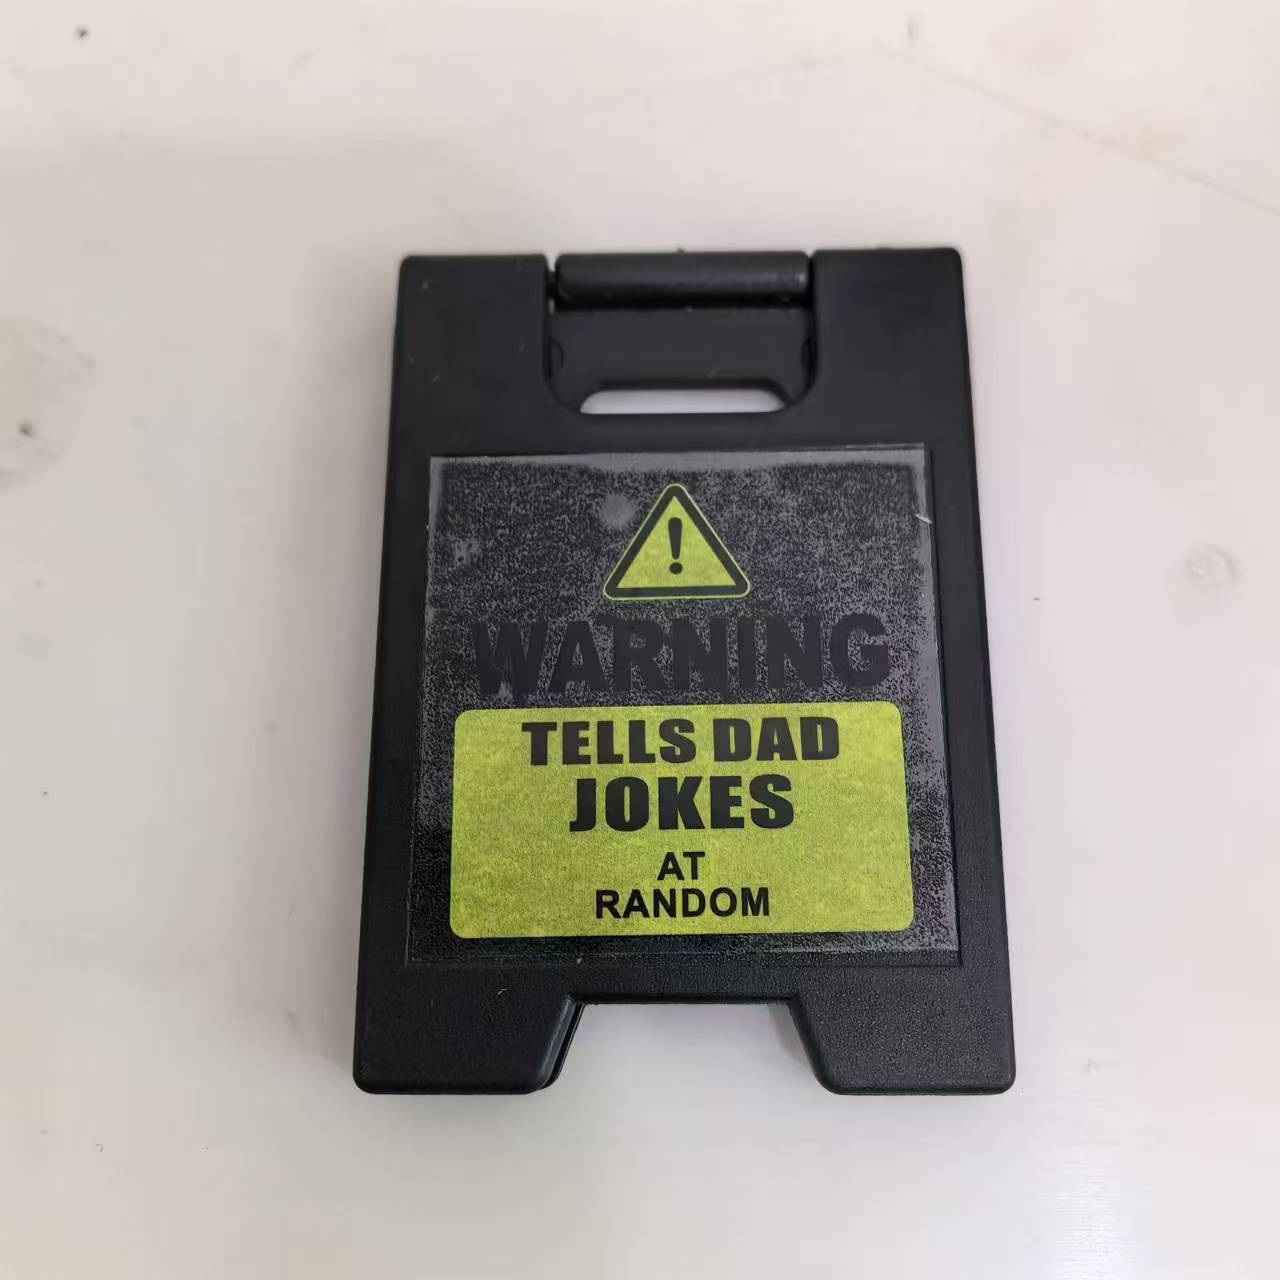 !
WARNING
TELLS DAD
JOKES
AT
RANDOM